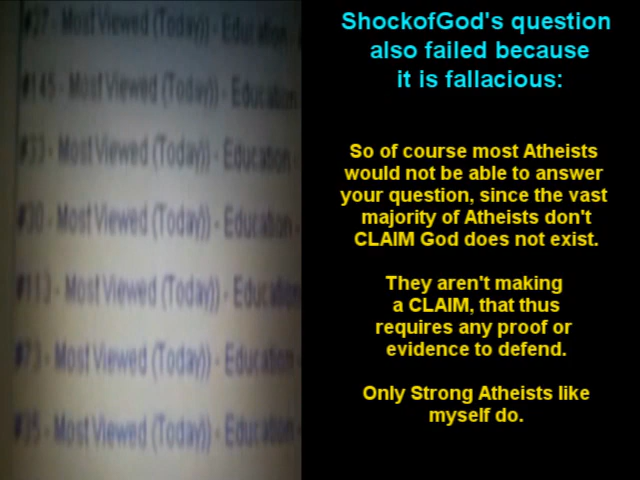 #27 - Most Viewed (Today)) - Education -
#145 - Most Viewed (Today)) - Education
#33 - Most Viewed (Today)) - Education -
#30 - Most Viewed (Today)) - Education -
#113 - Most Viewed (Today)) - Education
#73 - Most Viewed (Today)) - Education -
#35 - Most Viewed (Today)) - Education -
ShockofGod's question
also failed because
it is fallacious:
So of course most Atheists
would not be able to answer
your question, since the vast
majority of Atheists don't
CLAIM God does not exist.
They aren't making
a CLAIM, that thus
requires any proof or
evidence to defend.
Only Strong Atheists like
myself do.